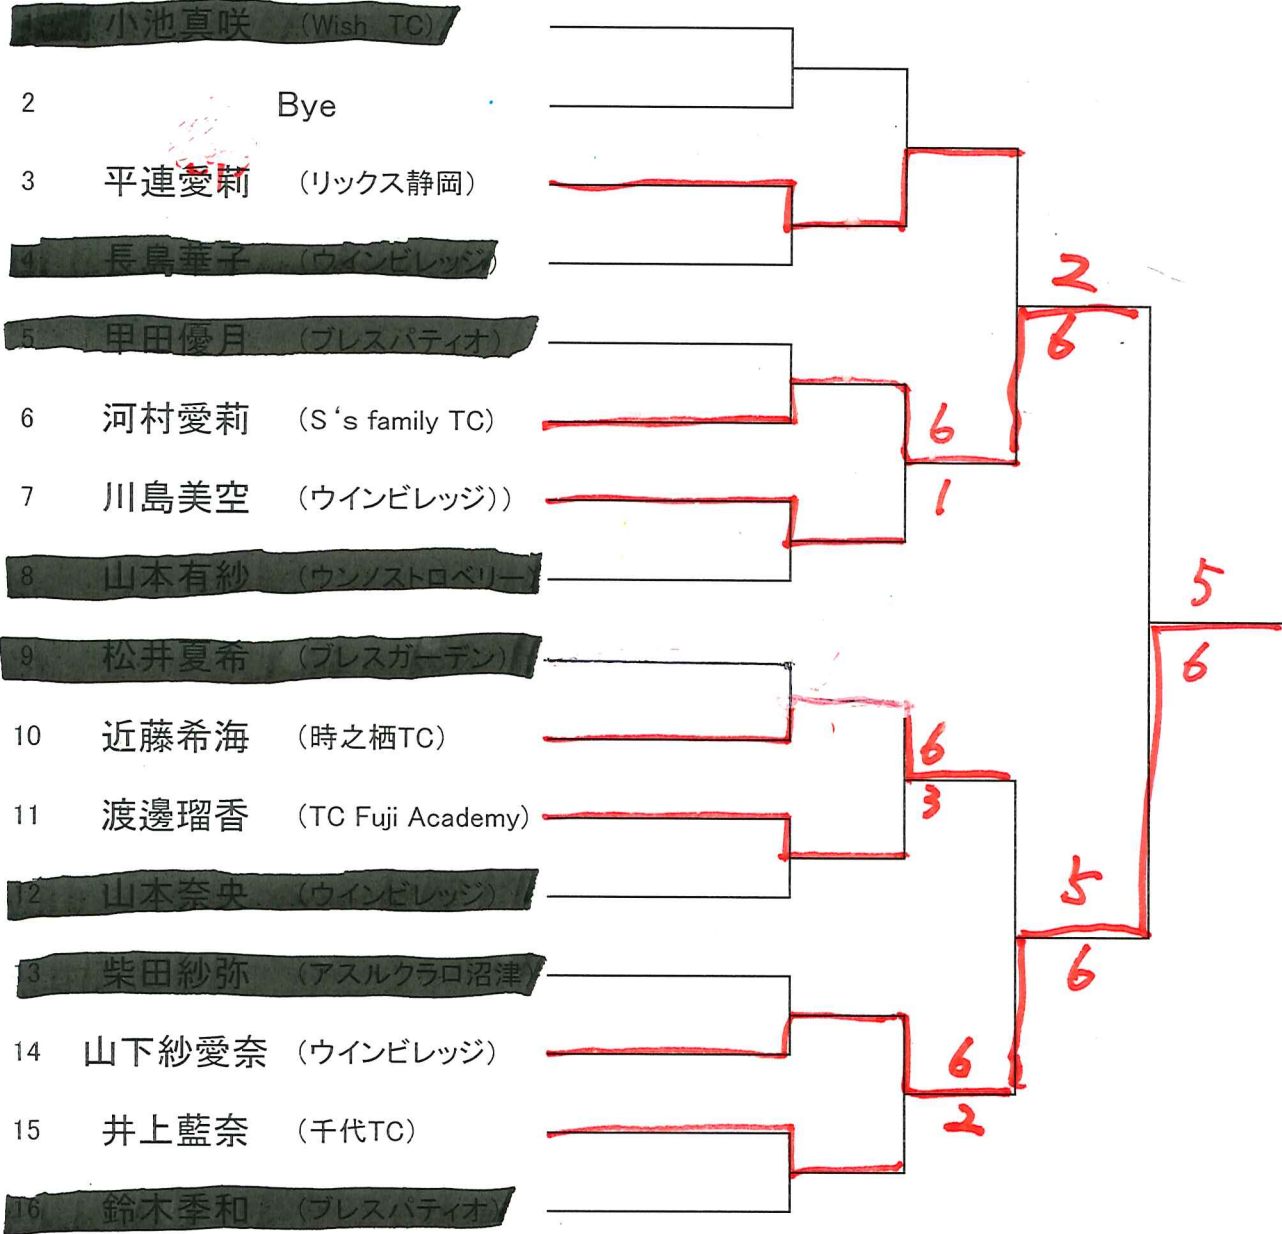 小池真咲 (Wish TC)
2 Bye
3 平連愛莉 (リックス静岡)
4 長島華子 (ウインビレッジ)
2
6
5 甲田優月 (ブレスパティオ)
6 河村愛莉 (S‘s family TC)
6
7 川島美空 (ウインビレッジ))
1
8 山本有紗 (ウンノストロベリー)
5
6
9 松井夏希 (ブレスガーデン)
10 近藤希海 (時之栖TC)
6
3
11 渡邊瑠香 (TC Fuji Academy)
12 山本奈央 (ウインビレッジ)
5
6
13 柴田紗弥 (アスルクラロ沼津)
14 山下紗愛奈 (ウインビレッジ)
6
2
15 井上藍奈 (千代TC)
16 鈴木季和 (ブレスパティオ)